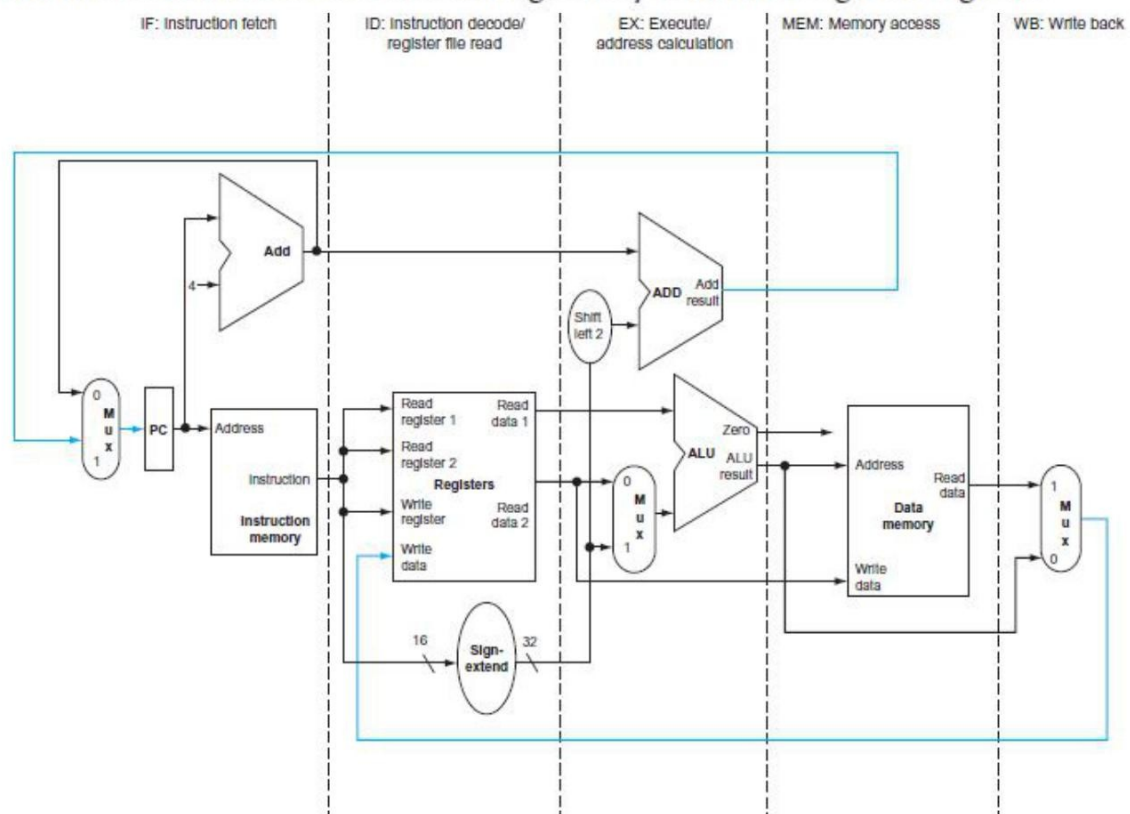 IF: Instruction fetch
ID: Instruction decode/
register file read
EX: Execute/
address calculation
MEM: Memory access
WB: Write back
Add
4
ADD
Add
result
Shift
left 2
0
M
u
x
1
PC
Address
Instruction
Instruction
memory
Read
register 1
Read
data 1
Read
register 2
Registers
Write
register
Read
data 2
Write
data
16
Sign-
extend
32
0
M
u
x
1
Zero
ALU
ALU
result
Address
Read
data
Data
memory
Write
data
1
M
u
x
0